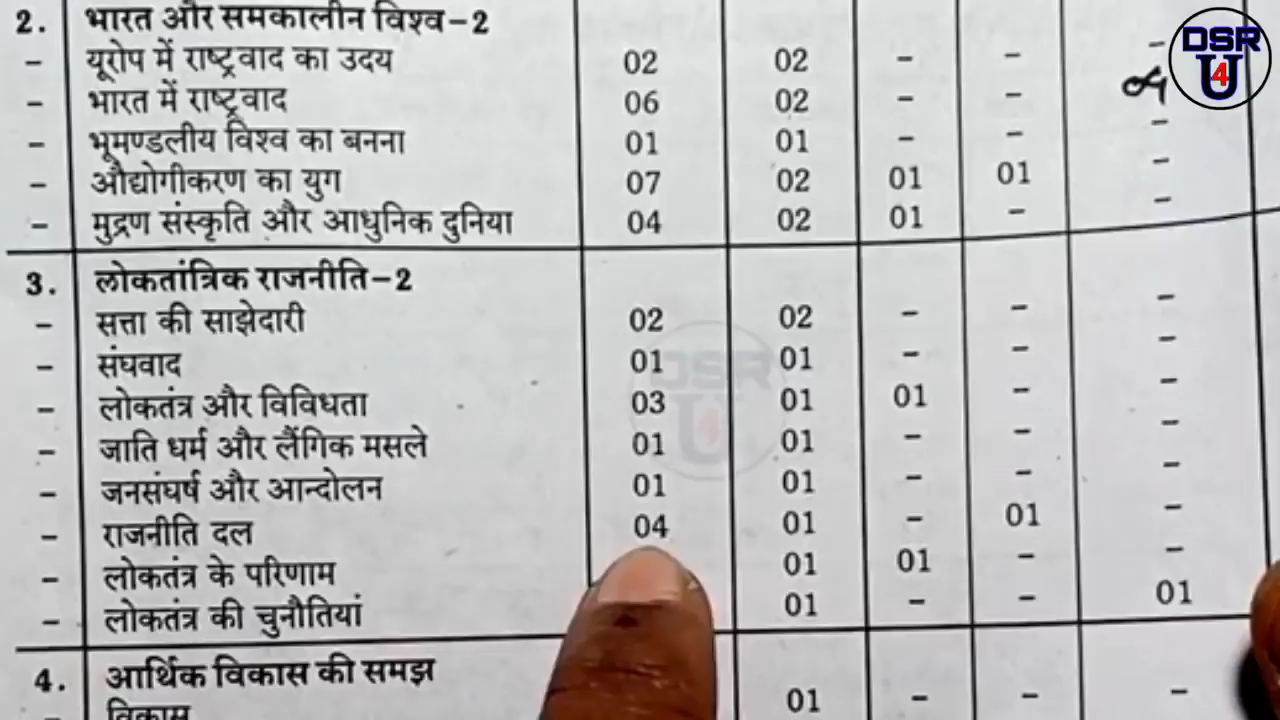 DSR
4
U
2. भारत और समकालीन विश्व-2
- यूरोप में राष्ट्रवाद का उदय 02 02 - - -
- भारत में राष्ट्रवाद 06 02 - - 04
- भूमण्डलीय विश्व का बनना 01 01 - - -
- औद्योगीकरण का युग 07 02 01 01 -
- मुद्रण संस्कृति और आधुनिक दुनिया 04 02 01 - -
3. लोकतांत्रिक राजनीति-2
- सत्ता की साझेदारी 02 02 - - -
- संघवाद 01 01 - - -
- लोकतंत्र और विविधता 03 01 01 - -
- जाति धर्म और लैंगिक मसले 01 01 - - -
- जनसंघर्ष और आन्दोलन 01 01 - - -
- राजनीति दल 04 01 - 01 -
- लोकतंत्र के परिणाम 01 01 - -
- लोकतंत्र की चुनौतियां 01 - - 01
4. आर्थिक विकास की समझ
- विकास 01 - - -